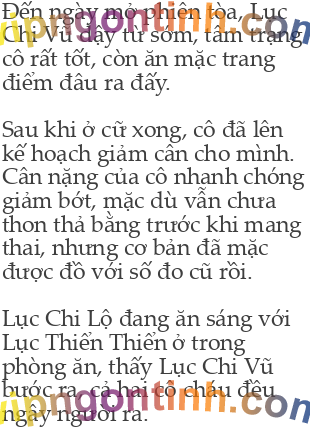 Đến ngày mở phiên tòa, Lục
Chi Vũ dậy từ sớm, tâm trạng
cô rất tốt, còn ăn mặc trang
điểm đâu ra đấy.
Sau khi ở cữ xong, cô đã lên
kế hoạch giảm cân cho mình.
Cân nặng của cô nhanh chóng
giảm bớt, mặc dù vẫn chưa
thon thả bằng trước khi mang
thai, nhưng cơ bản đã mặc
được đồ với số đo cũ rồi.
Lục Chi Lộ đang ăn sáng với
Lục Thiển Thiển ở trong
phòng ăn, thấy Lục Chi Vũ
bước ra, cả hai cô cháu đều
ngây người ra.